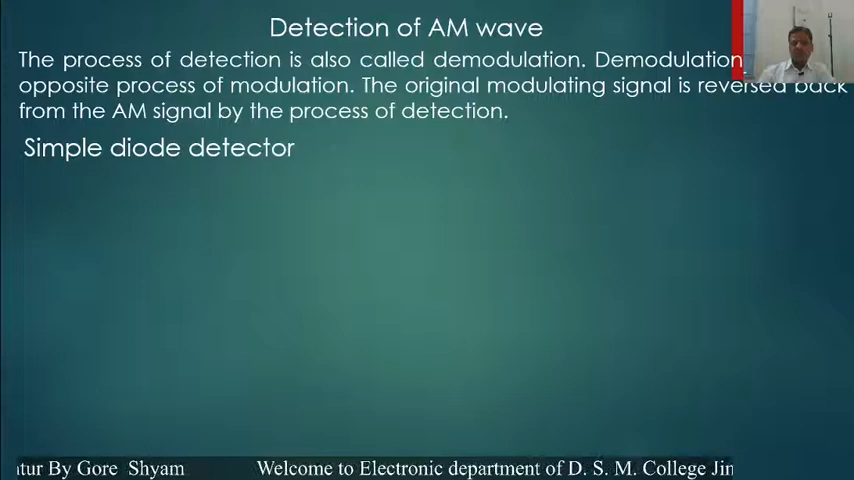 Detection of AM wave
The process of detection is also called demodulation. Demodulation
opposite process of modulation. The original modulating signal is reversed back
from the AM signal by the process of detection.
Simple diode detector
ntur By Gore Shyam Welcome to Electronic department of D. S. M. College Jin